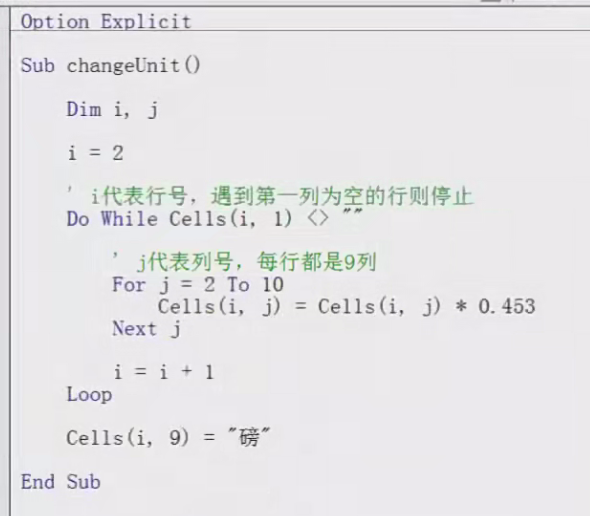 Option Explicit
Sub changeUnit()
Dim i, j
i = 2
' i代表行号，遇到第一列为空的行则停止
Do While Cells(i, 1) <> ""
' j代表列号，每行都是9列
For j = 2 To 10
Cells(i, j) = Cells(i, j) * 0.453
Next j
i = i + 1
Loop
Cells(i, 9) = "磅"
End Sub